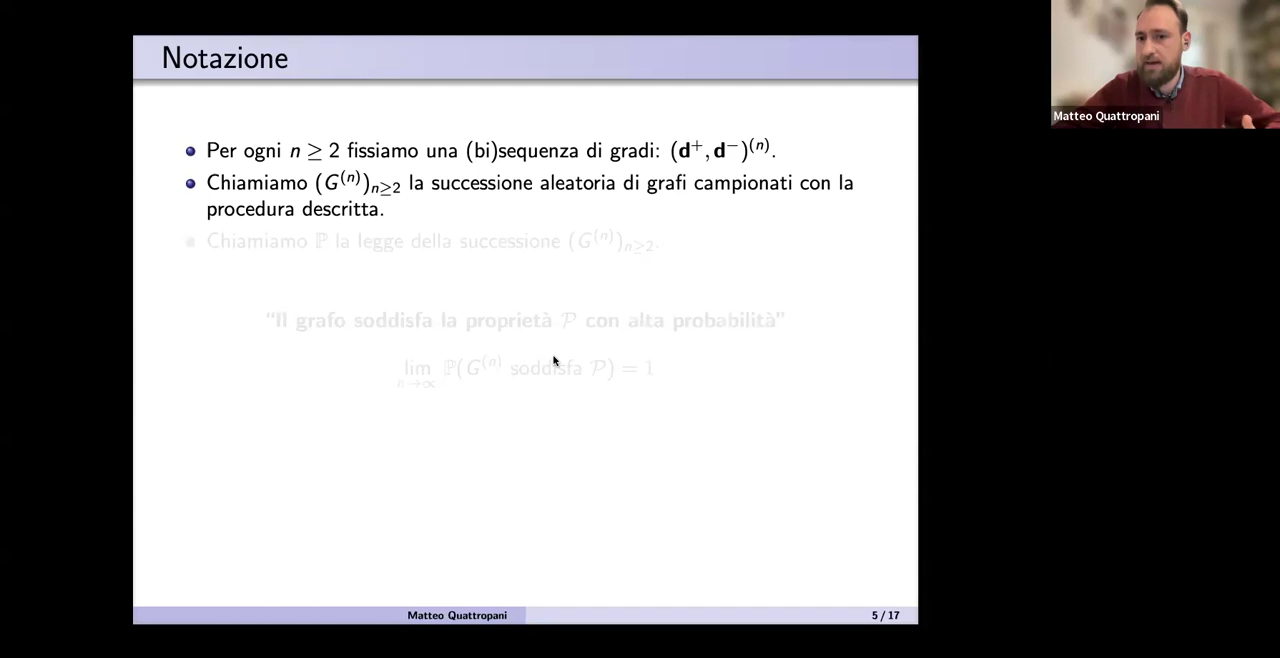 Notazione
Per ogni n ≥ 2 fissiamo una (bi)sequenza di gradi: (d⁺, d⁻)⁽ⁿ⁾.
Chiamiamo (G⁽ⁿ⁾)ₙ≥₂ la successione aleatoria di grafi campionati con la
procedura descritta.
Chiamiamo ℙ la legge della successione (G⁽ⁿ⁾)ₙ≥₂.
“Il grafo soddisfa la proprietà 𝒫 con alta probabilità”
lim n→∞ ℙ(G⁽ⁿ⁾ soddisfa 𝒫) = 1
Matteo Quattropani
5 / 17
Matteo Quattropani